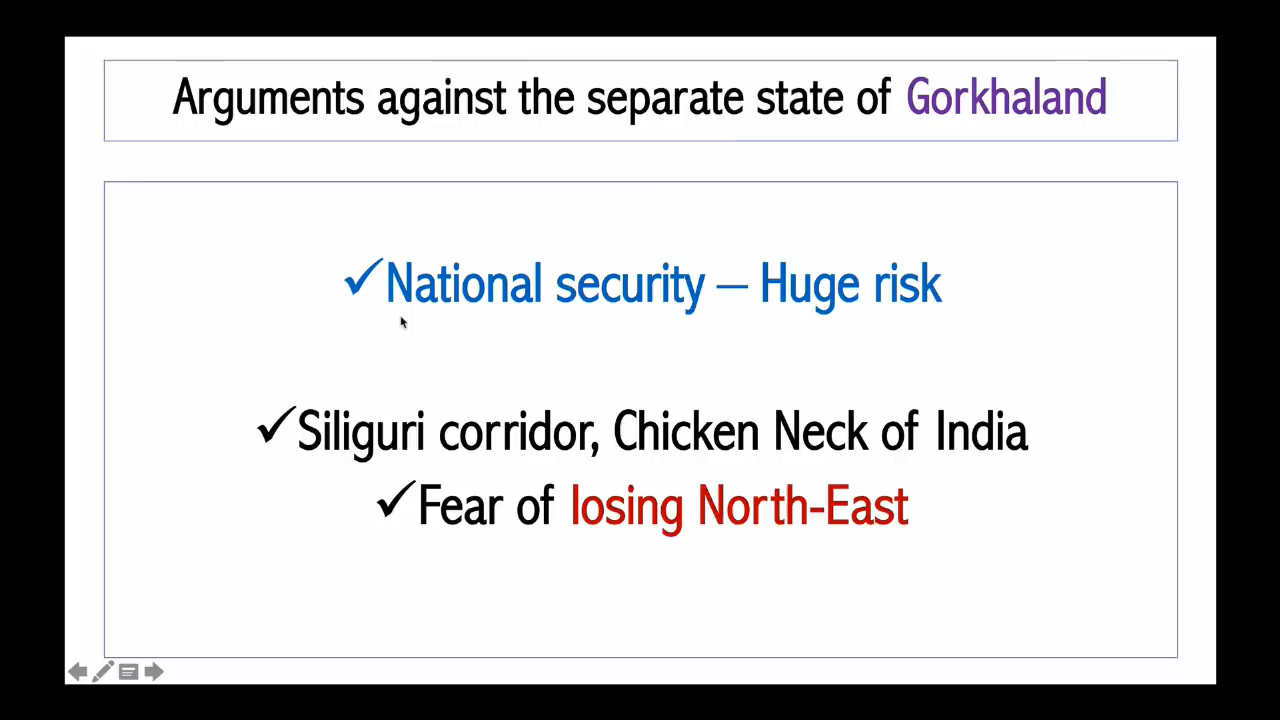 Arguments against the separate state of Gorkhaland
✓National security – Huge risk
✓Siliguri corridor, Chicken Neck of India
✓Fear of losing North-East